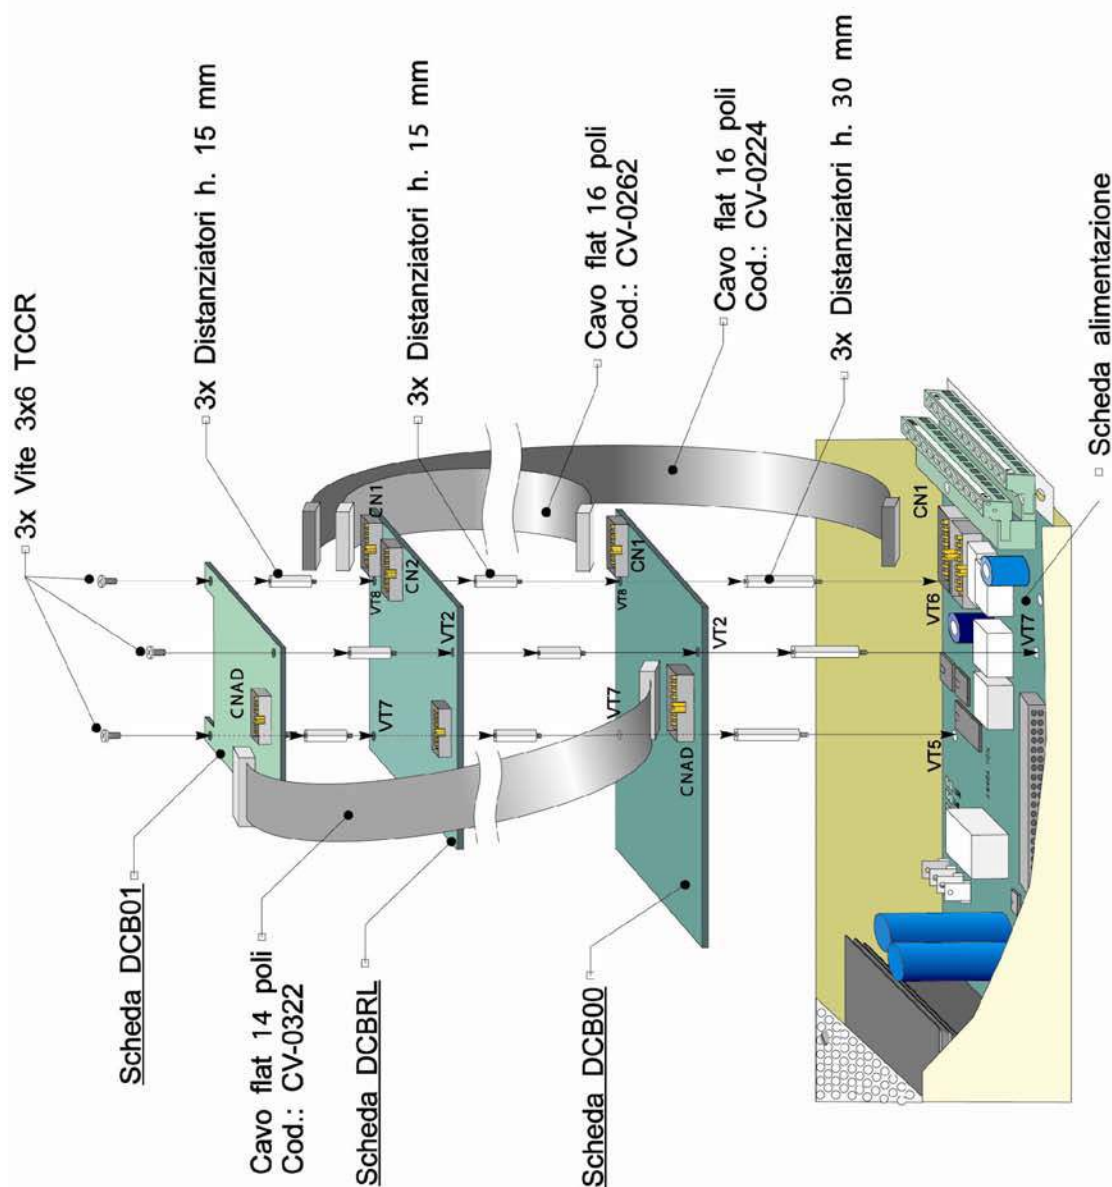 3x Vite 3x6 TCCR
3x Distanziatori h. 15 mm
3x Distanziatori h. 15 mm
Cavo flat 16 poli
Cod.: CV-0262
Cavo flat 16 poli
Cod.: CV-0224
3x Distanziatori h. 30 mm
Scheda alimentazione
CNAD
CN1
VT8
CN2
VT2
VT7
CN1
VT8
VT2
VT7
CNAD
CN1
VT6
VT7
VT5
Scheda DCB01
Cavo flat 14 poli
Cod.: CV-0322
Scheda DCBRL
Scheda DCB00